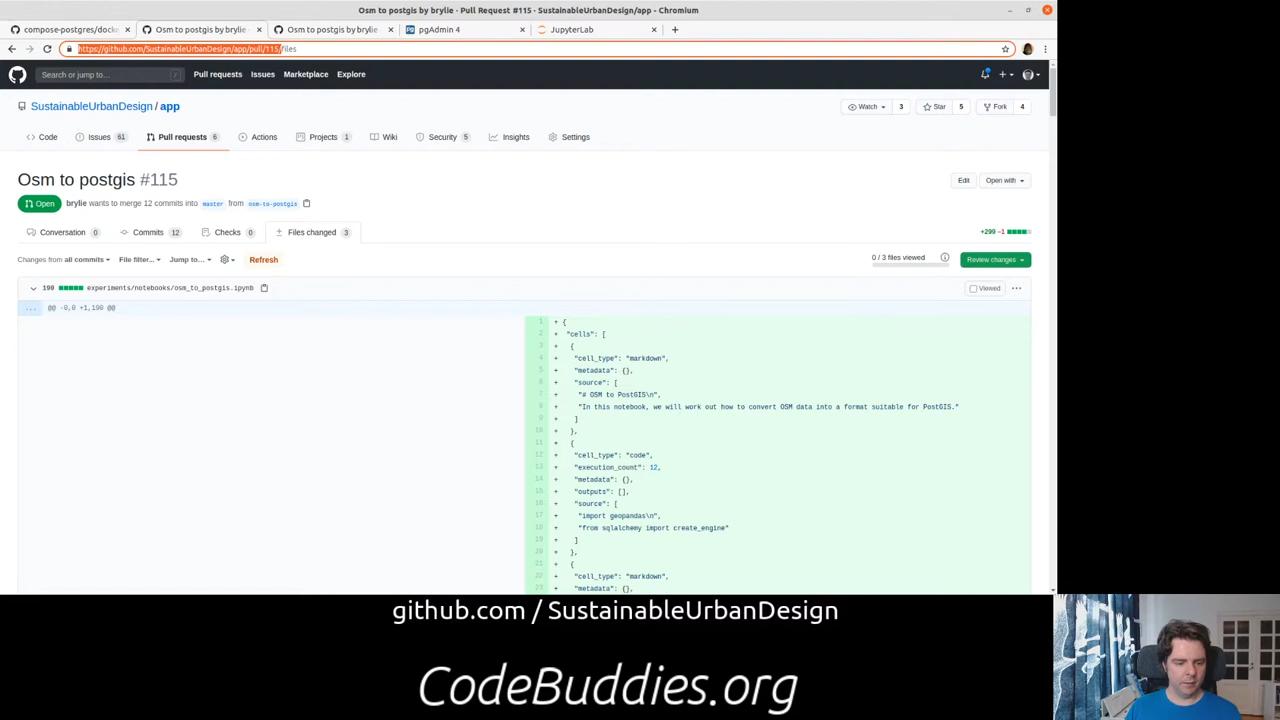 Osm to postgis by brylie · Pull Request #115 · SustainableUrbanDesign/app - Chromium
compose-postgres/dock Osm to postgis by brylie Osm to postgis by brylie pgAdmin 4 JupyterLab
https://github.com/SustainableUrbanDesign/app/pull/115/files
Search or jump to... / Pull requests Issues Marketplace Explore
SustainableUrbanDesign / app
Watch 3 Star 5 Fork 4
Code Issues 61 Pull requests 6 Actions Projects 1 Wiki Security 5 Insights Settings
Osm to postgis #115
Edit Open with
Open brylie wants to merge 12 commits into master from osm-to-postgis
Conversation 0 Commits 12 Checks 0 Files changed 3
+299 −1
Changes from all commits File filter... Jump to... Refresh
0 / 3 files viewed Review changes
190 experiments/notebooks/osm_to_postgis.ipynb Viewed
... @@ -0,0 +1,190 @@
1 + {
2 + "cells": [
3 + {
4 + "cell_type": "markdown",
5 + "metadata": {},
6 + "source": [
7 + "# OSM to PostGIS\n",
8 + "In this notebook, we will work out how to convert OSM data into a format suitable for PostGIS."
9 + ]
10 + },
11 + {
12 + "cell_type": "code",
13 + "execution_count": 12,
14 + "metadata": {},
15 + "outputs": [],
16 + "source": [
17 + "import geopandas\n",
18 + "from sqlalchemy import create_engine"
19 + ]
20 + },
21 + {
22 + "cell_type": "markdown",
23 + "metadata": {},
github.com / SustainableUrbanDesign
CodeBuddies.org